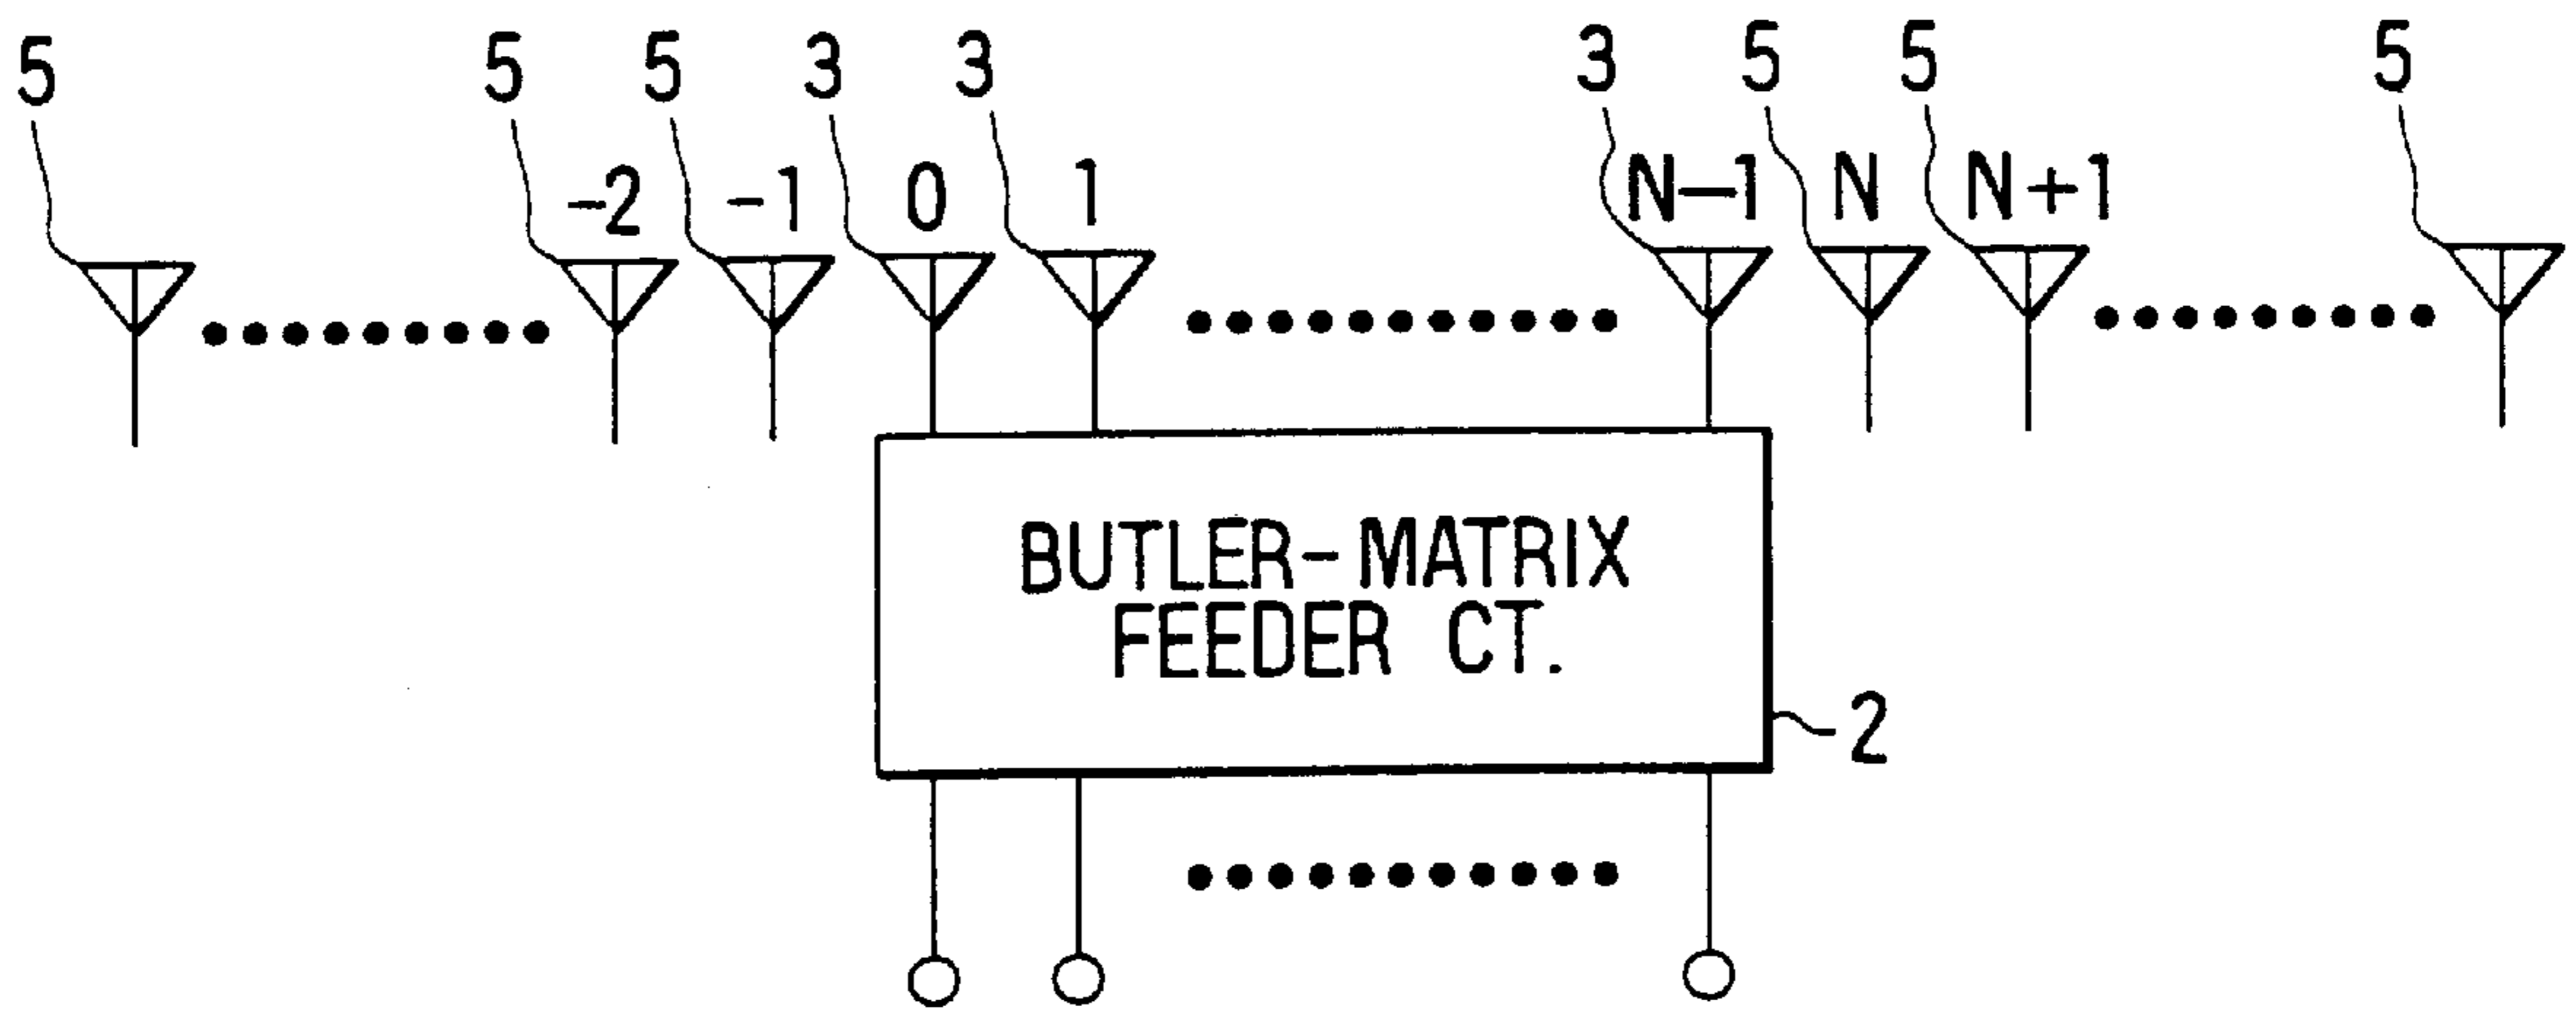 5 5 5 3 3 3 5 5 5
-2 -1 0 1 N-1 N N+1
BUTLER-MATRIX
FEEDER CT.
2